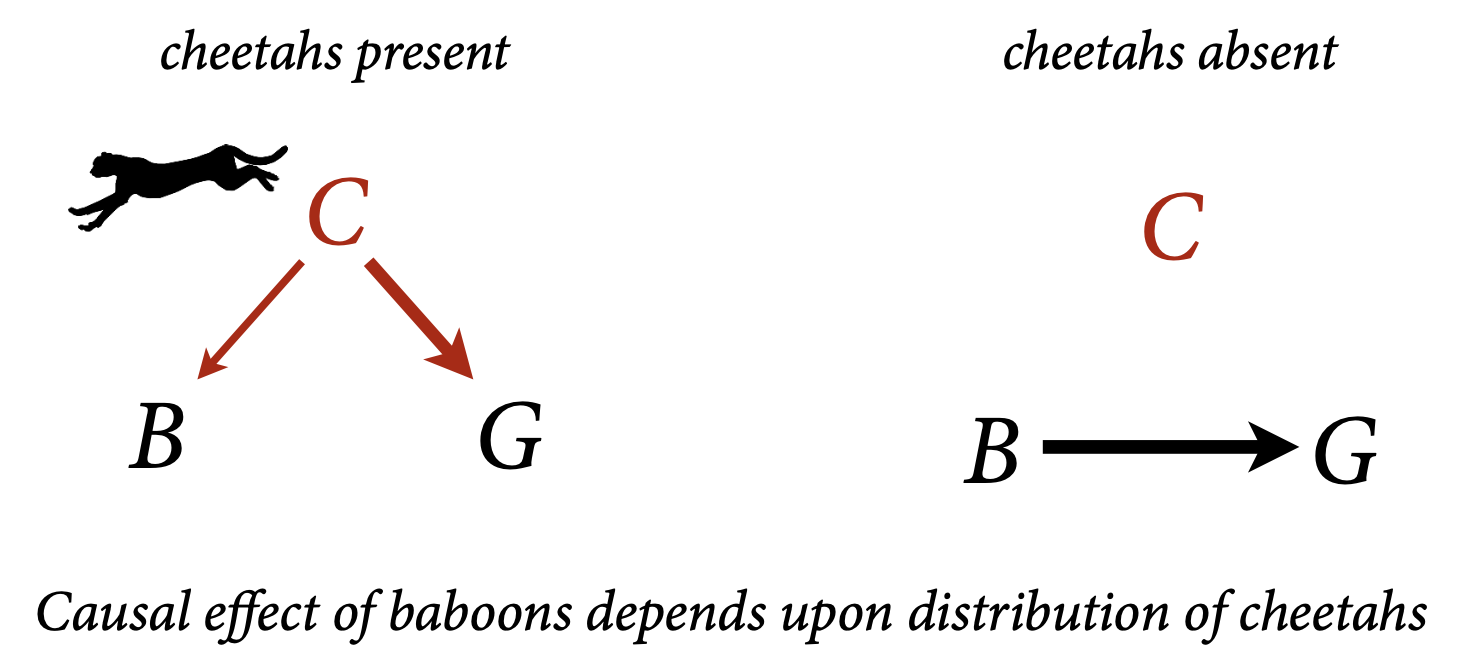 cheetahs present
cheetahs absent
C
C
B
G
B
G
Causal effect of baboons depends upon distribution of cheetahs